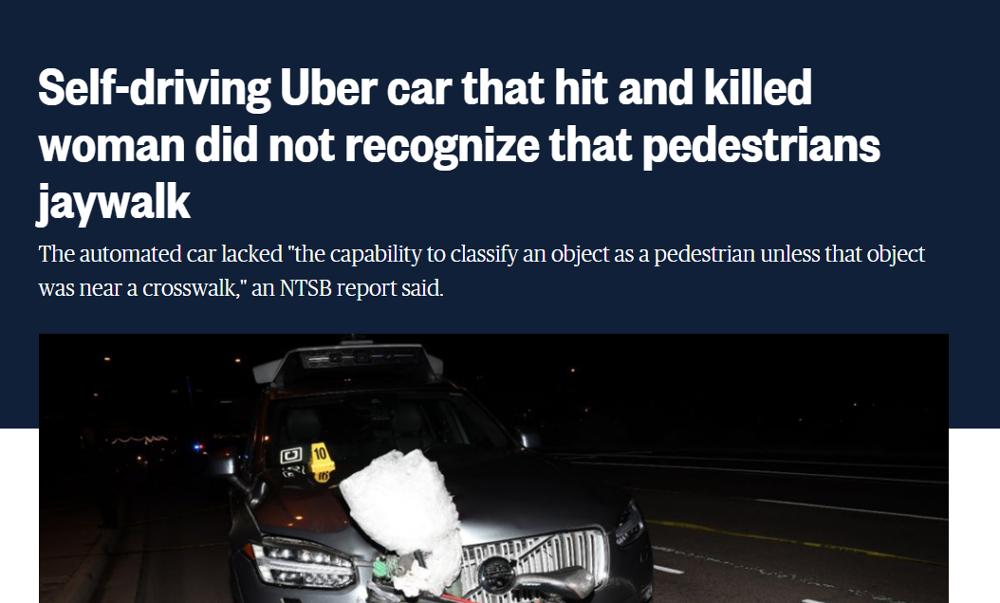 Self-driving Uber car that hit and killed
woman did not recognize that pedestrians
jaywalk
The automated car lacked "the capability to classify an object as a pedestrian unless that object
was near a crosswalk," an NTSB report said.
10